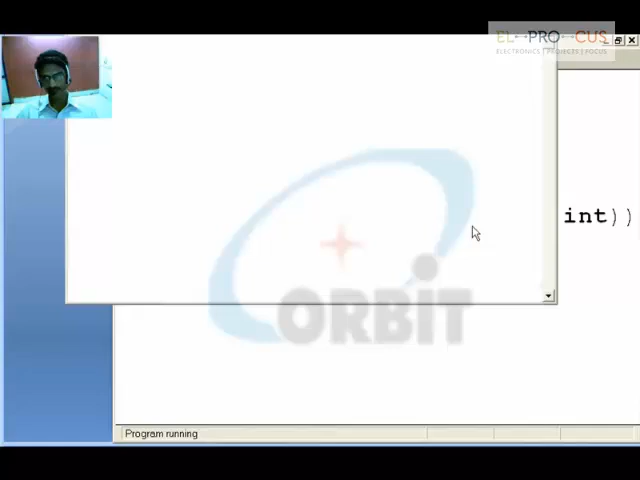 EL PRO CUS
ELECTRONICS | PROJECTS | FOCUS
int))
ORBIT
Program running